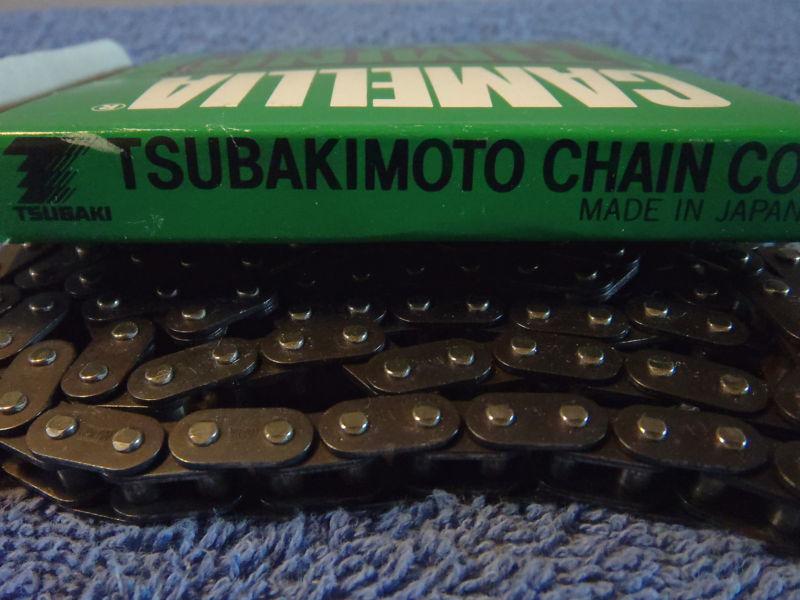 CAMELLIA®
TSUBAKI
TSUBAKIMOTO CHAIN CO
MADE IN JAPAN